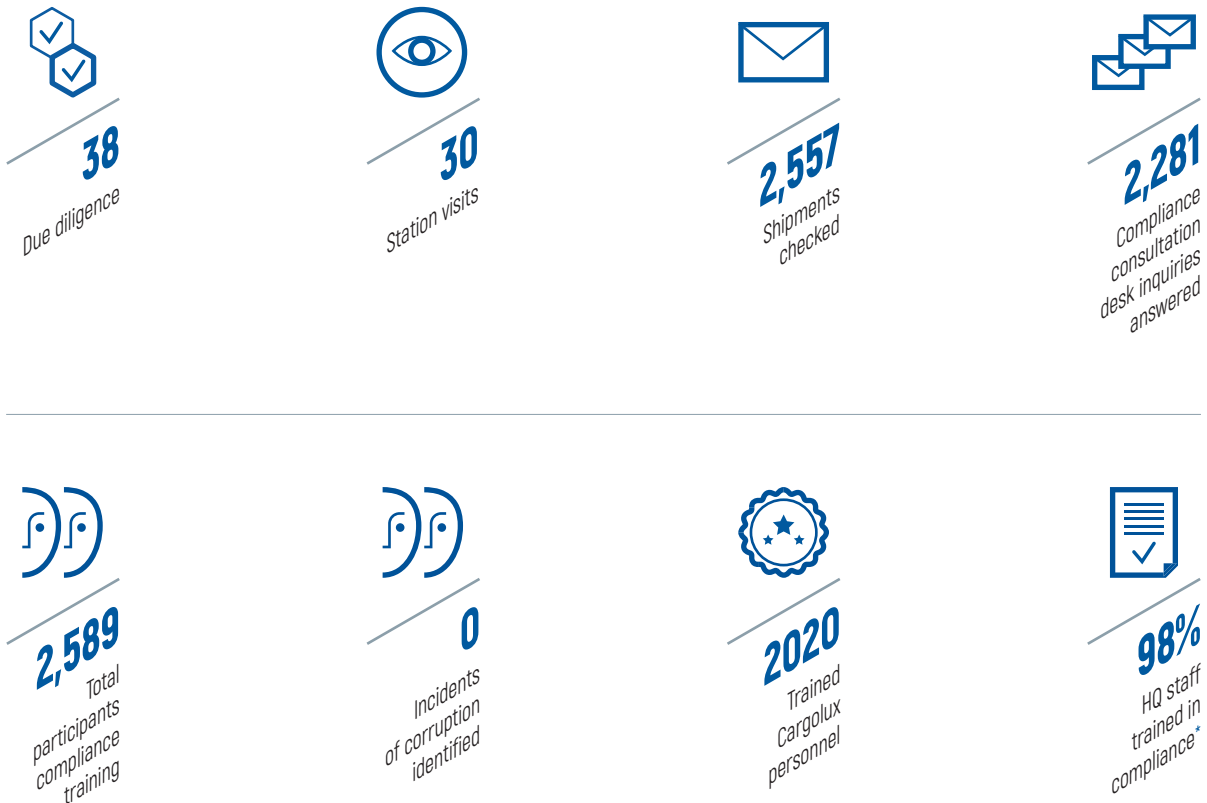 38
Due diligence
30
Station visits
2,557
Shipments
checked
2,281
Compliance
consultation
desk inquiries
answered
2,589
Total
participants
compliance
training
0
Incidents
of corruption
identified
2020
Trained
Cargolux
personnel
98%
HQ staff
trained in
compliance*